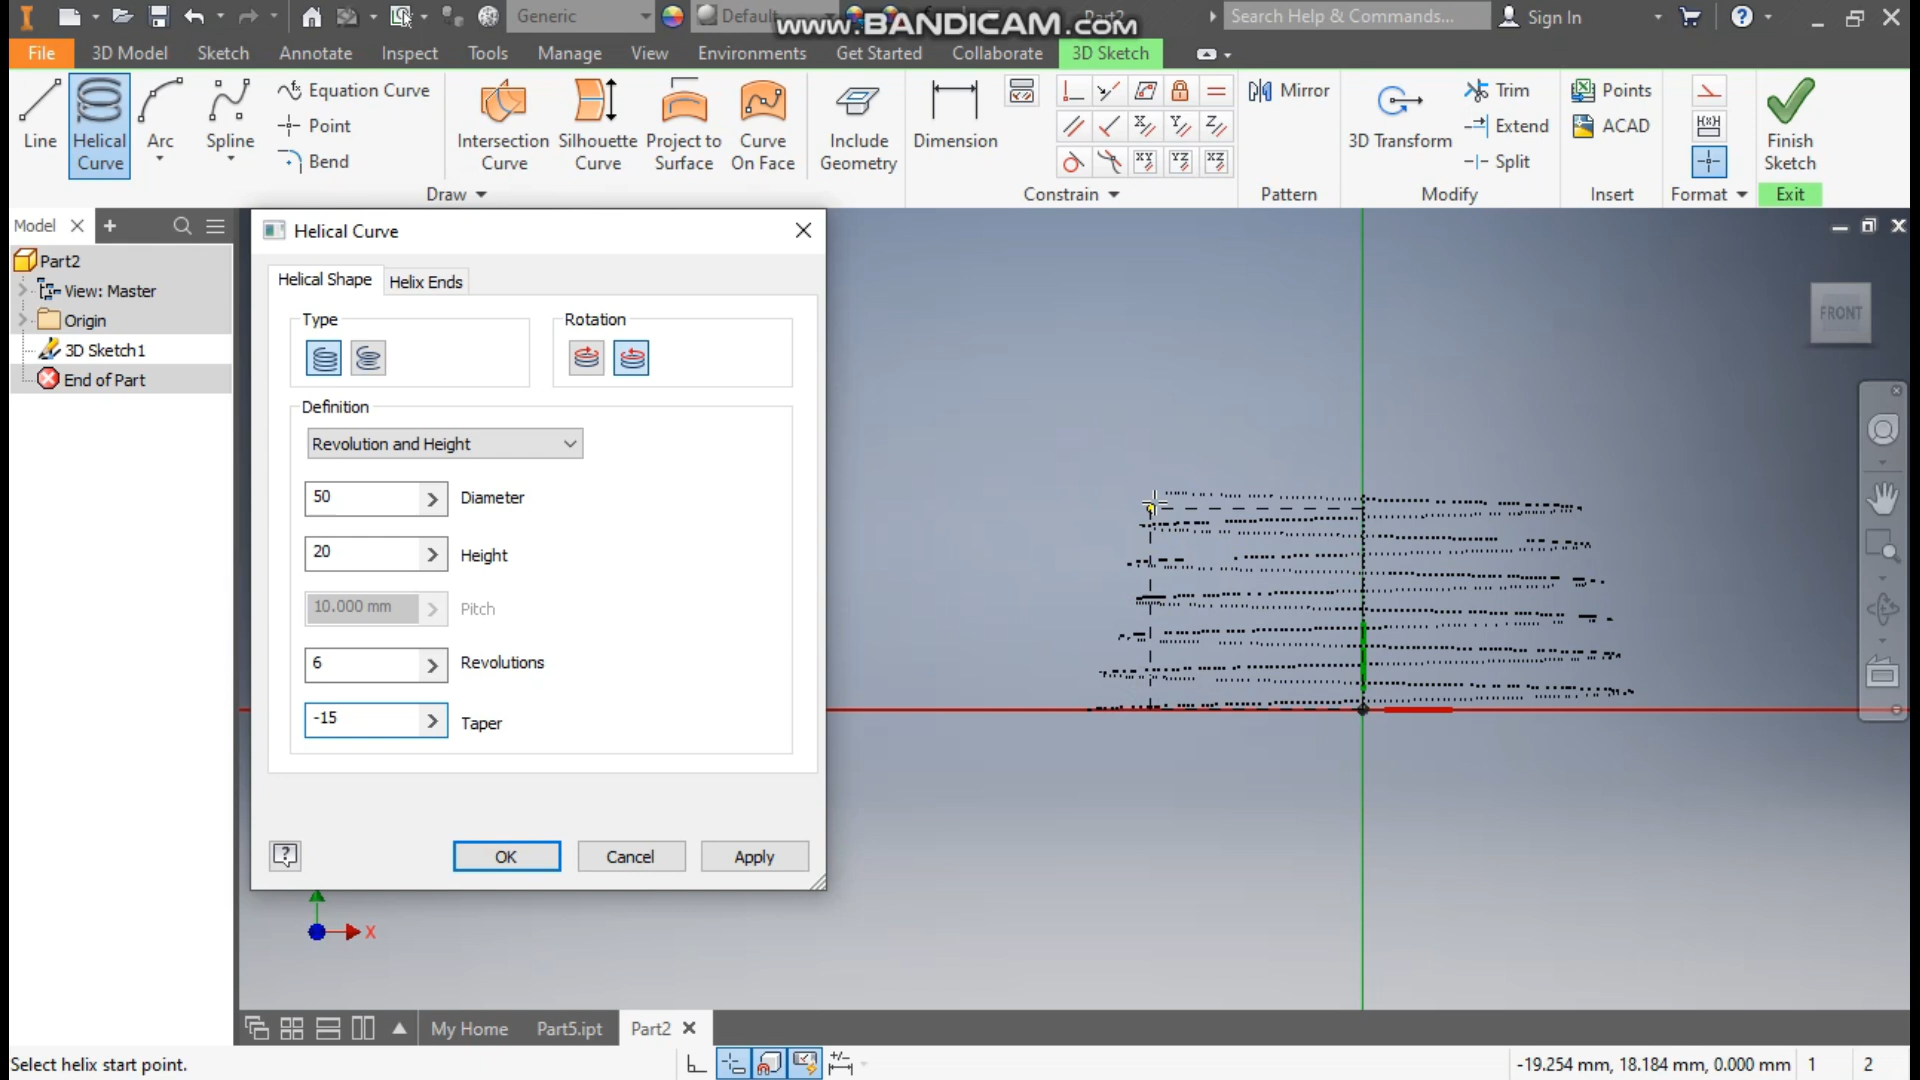 Generic
Default
www.BANDICAM.com
Search Help & Commands...
Sign In
File
3D Model
Sketch
Annotate
Inspect
Tools
Manage
View
Environments
Get Started
Collaborate
3D Sketch
Line
Helical
Curve
Arc
Spline
Equation Curve
Point
Bend
Intersection
Curve
Silhouette
Curve
Project to
Surface
Curve
On Face
Include
Geometry
Dimension
Mirror
3D Transform
Trim
Extend
Split
Points
ACAD
Finish
Sketch
Draw
Constrain
Pattern
Modify
Insert
Format
Exit
Model
Part2
View: Master
Origin
3D Sketch1
End of Part
Helical Curve
Helical Shape
Helix Ends
Type
Rotation
Definition
Revolution and Height
50
Diameter
20
Height
10.000 mm
Pitch
6
Revolutions
-15
Taper
OK
Cancel
Apply
FRONT
X
My Home
Part5.ipt
Part2
Select helix start point.
-19.254 mm, 18.184 mm, 0.000 mm
1
2